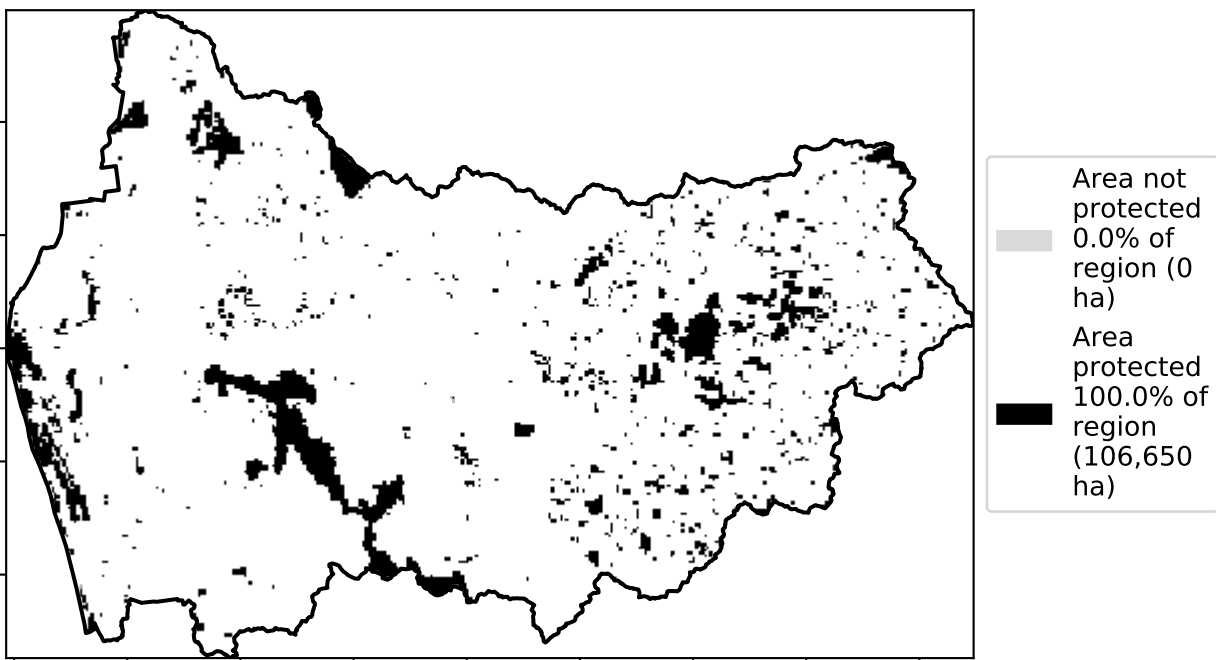 Area not
protected
0.0% of
region (0
ha)
Area
protected
100.0% of
region
(106,650
ha)